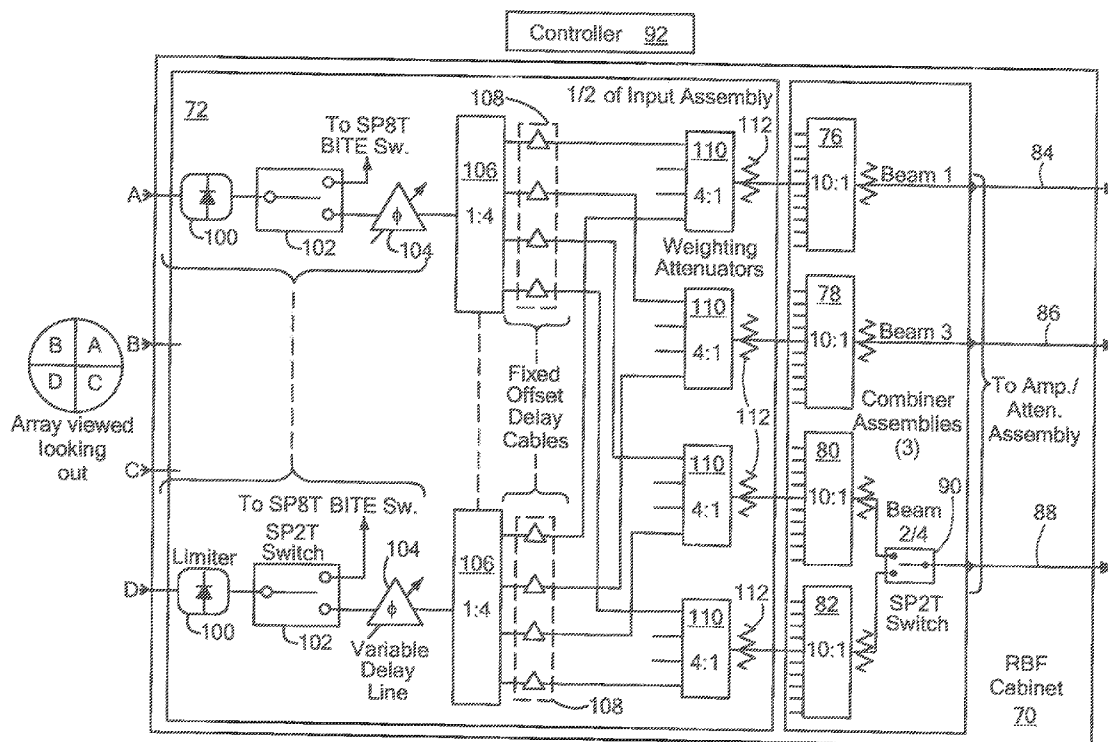 Controller 92
72
1/2 of Input Assembly
To SP8T
BITE Sw.
108
112
A
100
102
ϕ
104
106
1:4
110
4:1
76
10:1
Beam 1
84
Weighting
Attenuators
110
4:1
78
10:1
Beam 3
86
B A
D C
Array viewed
looking
out
B
C
Fixed
Offset
Delay
Cables
112
Combiner
Assemblies
(3)
To Amp./
Atten.
Assembly
110
4:1
80
10:1
Beam
2/4
90
88
To SP8T BITE Sw.
SP2T
Switch
Limiter
D
100
102
104
ϕ
Variable
Delay
Line
106
1:4
108
110
4:1
112
82
10:1
SP2T
Switch
RBF
Cabinet
70